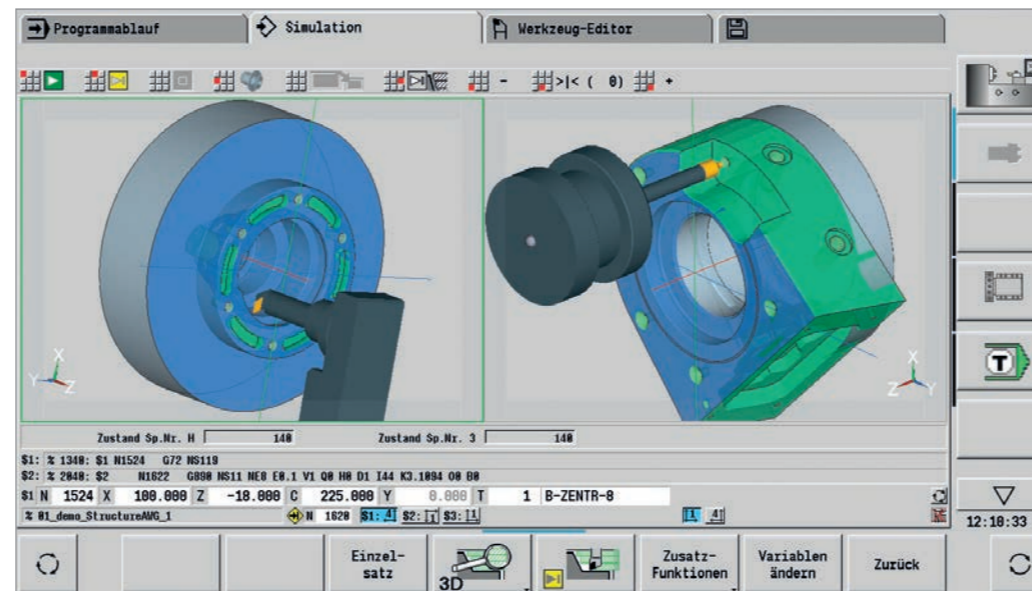 Programmablauf Simulation Werkzeug-Editor
- >|< ( 0) +
X Y Z
X Z Y
Zustand Sp.Nr. H 140 Zustand Sp.Nr. 3 140
$1: % 1340: $1 N1524 G72 NS119
$2: % 2040: $2 N1622 G890 NS11 NE8 E0.1 V1 Q0 H0 D1 I44 K3.1094 O0 B0
$1 N 1524 X 100.000 Z -18.000 C 225.000 Y 0.000 T 1 B-ZENTR-8
% 01_demo_StructureAWG_1 N 1620 $1: 4 $2: 1 $3: 1 1 4
T
12:18:33
Einzel-
satz
3D
Zusatz-
Funktionen
Variablen
ändern
Zurück